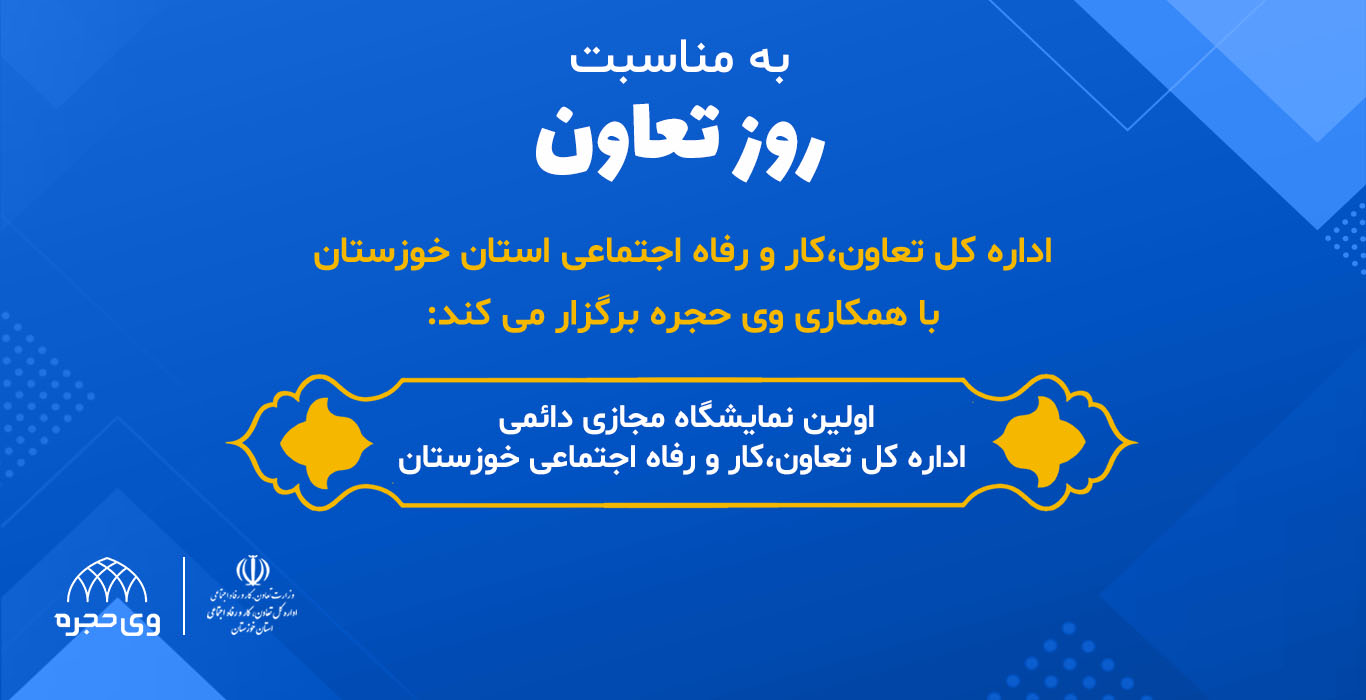 به مناسبت
روز تعاون
اداره کل تعاون،کار و رفاه اجتماعی استان خوزستان
با همکاری وی حجره برگزار می کند:
اولین نمایشگاه مجازی دائمی
اداره کل تعاون،کار و رفاه اجتماعی خوزستان
وزارت تعاون، کار و رفاه اجتماعی
اداره کل تعاون، کار و رفاه اجتماعی
استان خوزستان
وی حجره